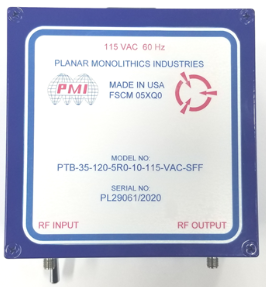 115 VAC 60 Hz
PLANAR MONOLITHICS INDUSTRIES
PMI
MADE IN USA
FSCM 05XQ0
MODEL NO:
PTB-35-120-5R0-10-115-VAC-SFF
SERIAL NO:
PL29061/2020
RF INPUT
RF OUTPUT